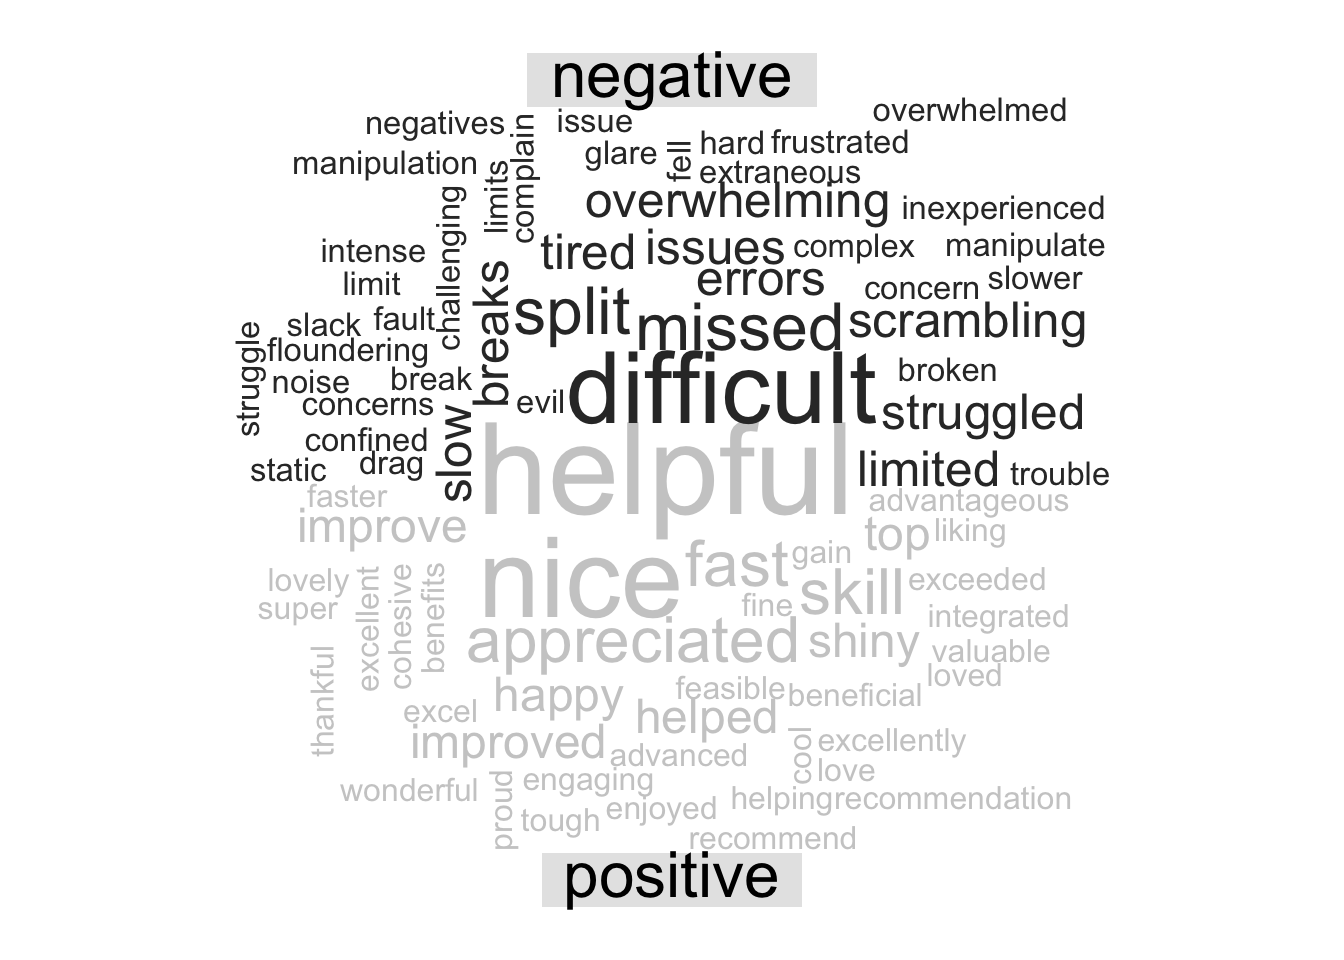 negative
overwhelmed
negatives
issue
complain
hard
frustrated
manipulation
glare
fell
extraneous
limits
overwhelming
inexperienced
challenging
intense
tired
issues
complex
manipulate
limit
breaks
errors
concern
slower
slack
fault
split
missed
scrambling
struggle
floundering
noise
break
difficult
broken
concerns
evil
struggled
confined
slow
static
drag
helpful
limited
trouble
faster
advantageous
improve
top
liking
nice
fast
gain
lovely
excellent
cohesive
benefits
skill
exceeded
super
fine
integrated
appreciated
shiny
valuable
thankful
happy
feasible
beneficial
loved
excel
helped
improved
advanced
cool
excellently
love
wonderful
proud
engaging
helping
recommendation
tough
enjoyed
recommend
positive